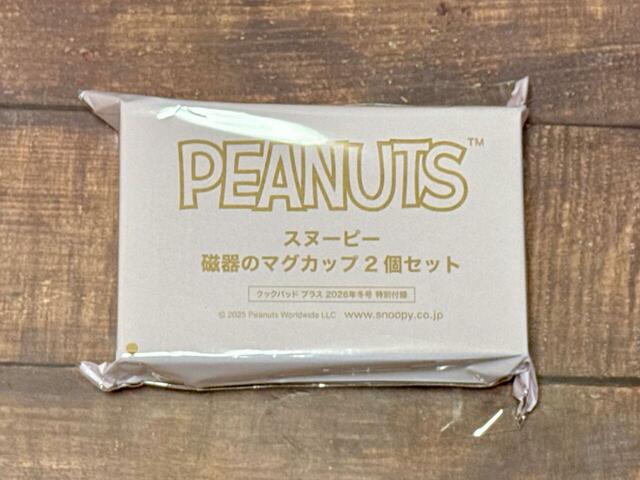 PEANUTS™
スヌーピー
磁器のマグカップ2個セット
クックパッド プラス 2026年冬号 特別付録
© 2025 Peanuts Worldwide LLC www.snoopy.co.jp